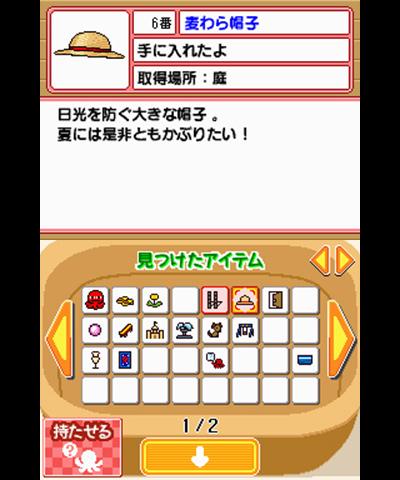 6番 麦わら帽子
手に入れたよ
取得場所：庭
日光を防ぐ大きな帽子。
夏には是非ともかぶりたい！
見つけたアイテム
持たせる
?
1/2